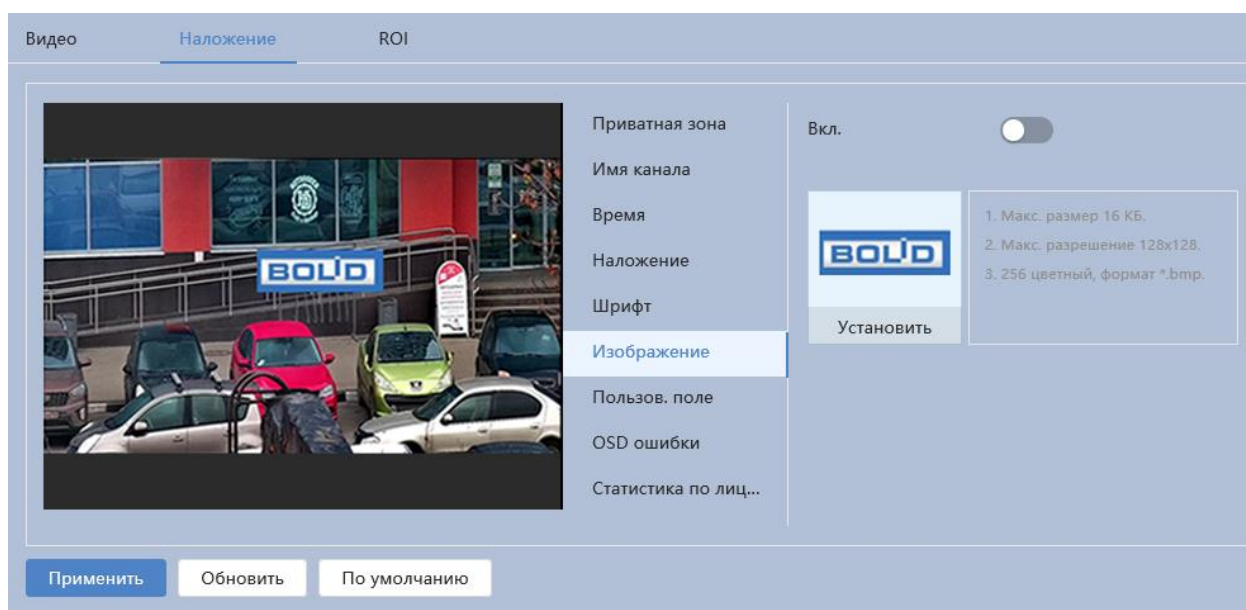 Видео
Наложение
ROI
BOLID
Приватная зона
Имя канала
Время
Наложение
Шрифт
Изображение
Пользов. поле
OSD ошибки
Статистика по лиц...
Вкл.
BOLID
Установить
1. Макс. размер 16 КБ.
2. Макс. разрешение 128x128.
3. 256 цветный, формат *.bmp.
Применить
Обновить
По умолчанию